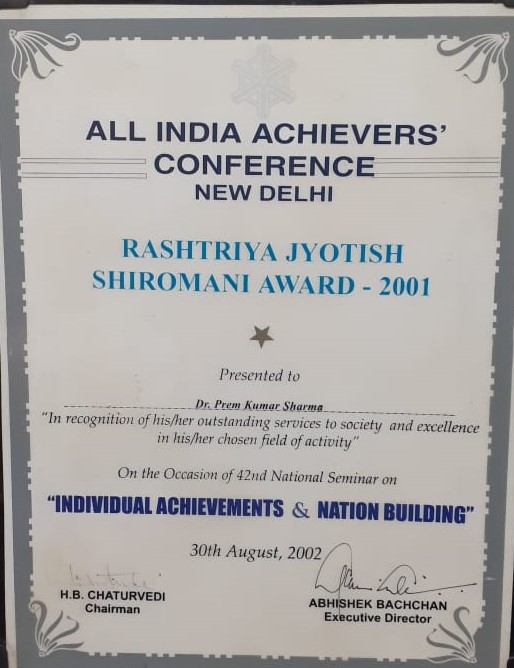 ALL INDIA ACHIEVERS’
CONFERENCE
NEW DELHI
RASHTRIYA JYOTISH
SHIROMANI AWARD - 2001
Presented to
Dr. Prem Kumar Sharma
“In recognition of his/her outstanding services to society and excellence
in his/her chosen field of activity”
On the Occasion of 42nd National Seminar on
“INDIVIDUAL ACHIEVEMENTS & NATION BUILDING”
30th August, 2002
H.B. CHATURVEDI
Chairman
ABHISHEK BACHCHAN
Executive Director